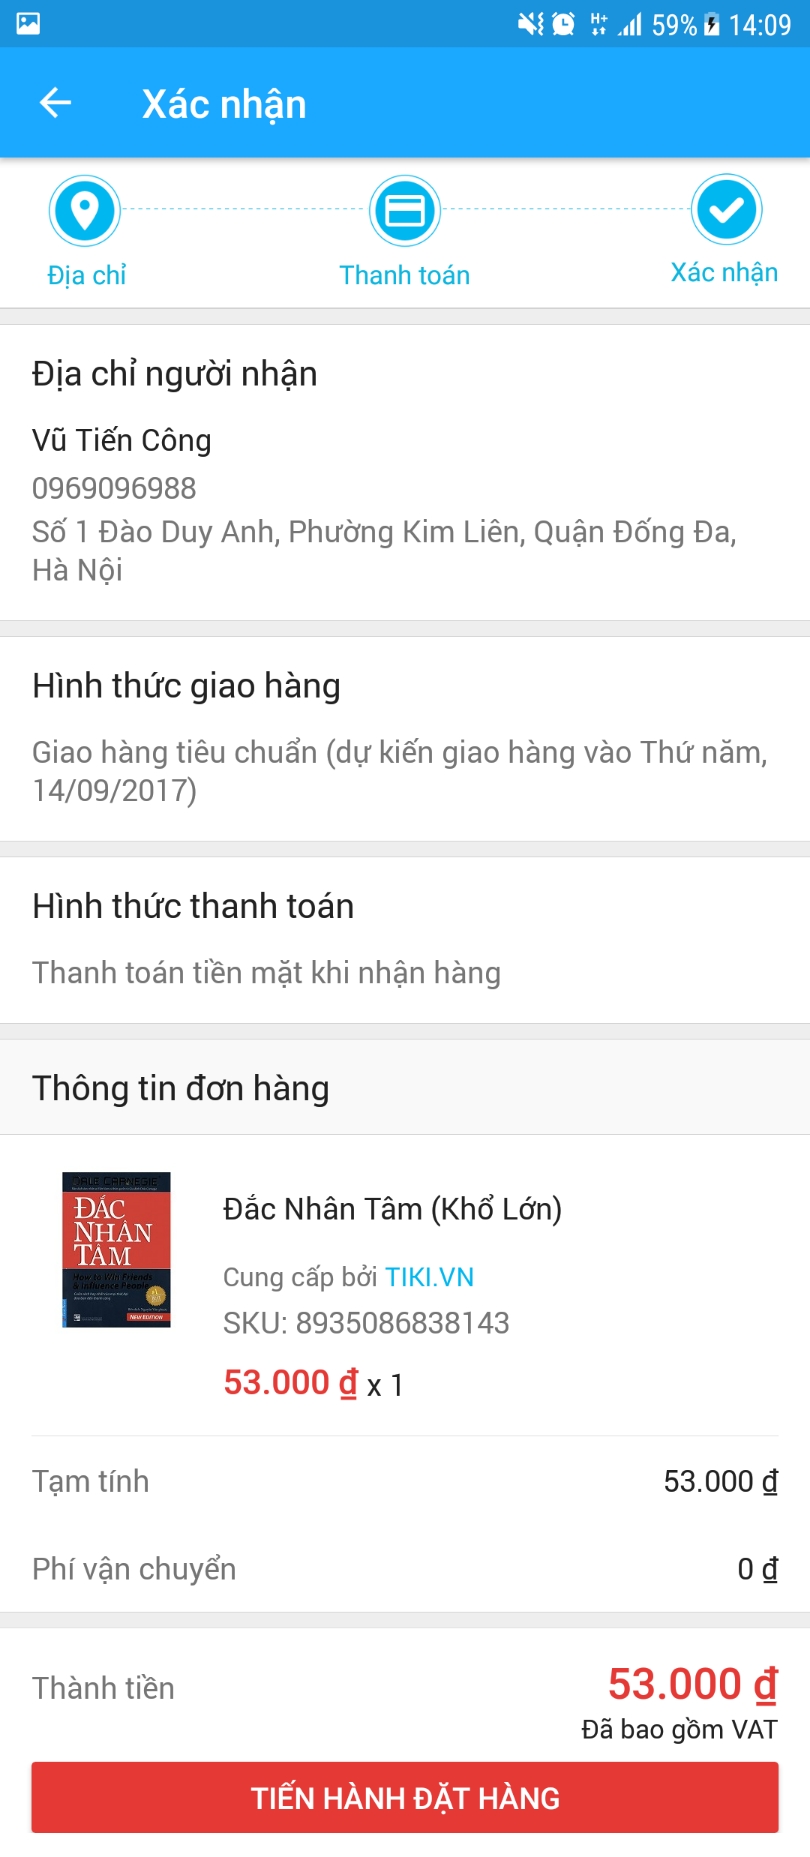 59% 14:09
Xác nhận
Địa chỉ
Thanh toán
Xác nhận
Địa chỉ người nhận
Vũ Tiến Công
0969096988
Số 1 Đào Duy Anh, Phường Kim Liên, Quận Đống Đa,
Hà Nội
Hình thức giao hàng
Giao hàng tiêu chuẩn (dự kiến giao hàng vào Thứ năm,
14/09/2017)
Hình thức thanh toán
Thanh toán tiền mặt khi nhận hàng
Thông tin đơn hàng
DALE CARNEGIE
ĐẮC
NHÂN
TÂM
How to Win Friends
& Influence People
NEW EDITION
Đắc Nhân Tâm (Khổ Lớn)
Cung cấp bởi TIKI.VN
SKU: 8935086838143
53.000 ₫ x 1
Tạm tính 53.000 ₫
Phí vận chuyển 0 ₫
Thành tiền 53.000 ₫
Đã bao gồm VAT
TIẾN HÀNH ĐẶT HÀNG